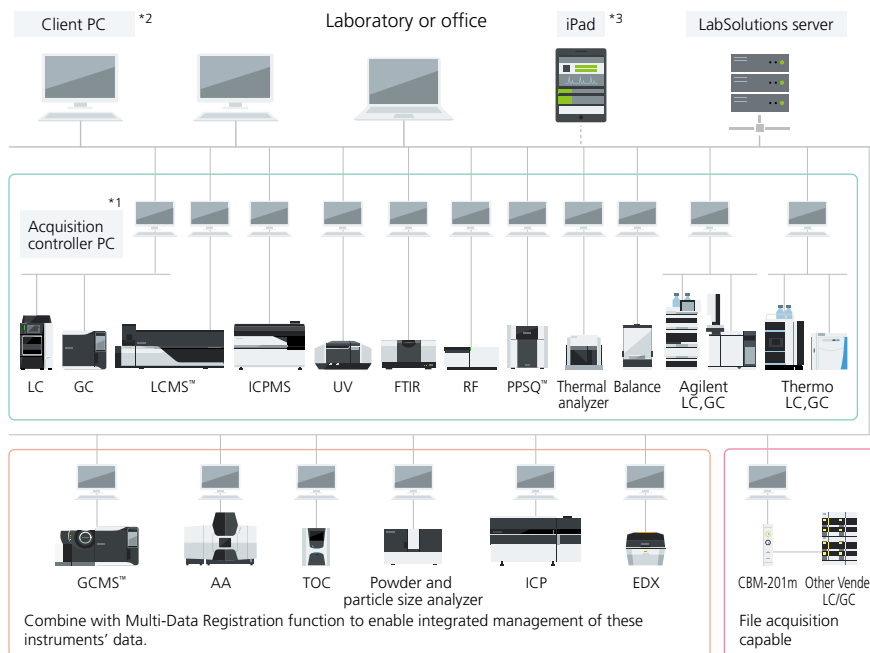 Client PC *2
Laboratory or office
iPad *3
LabSolutions server
*1
Acquisition
controller PC
LC
GC
LCMS™
ICPMS
UV
FTIR
RF
PPSQ™
Thermal
analyzer
Balance
Agilent
LC,GC
Thermo
LC,GC
GCMS™
AA
TOC
Powder and
particle size analyzer
ICP
EDX
CBM-201m
Other Vende
LC/GC
Combine with Multi-Data Registration function to enable integrated management of these
instruments’ data.
File acquisition
capable